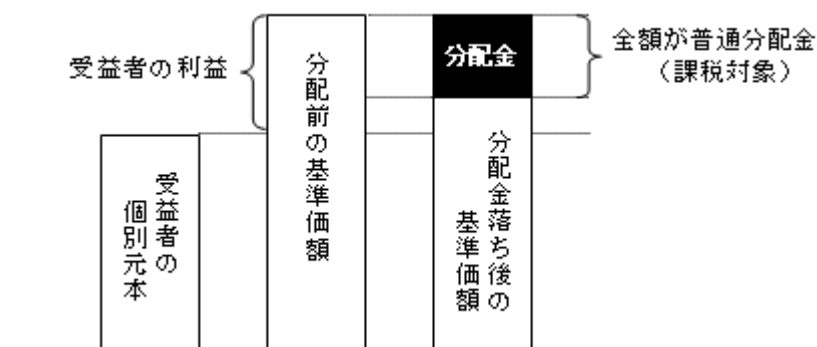 受益者の利益
受益者の
個別元本
分配前の基準価額
分配金
分配金落ち後の
基準価額
全額が普通分配金
（課税対象）